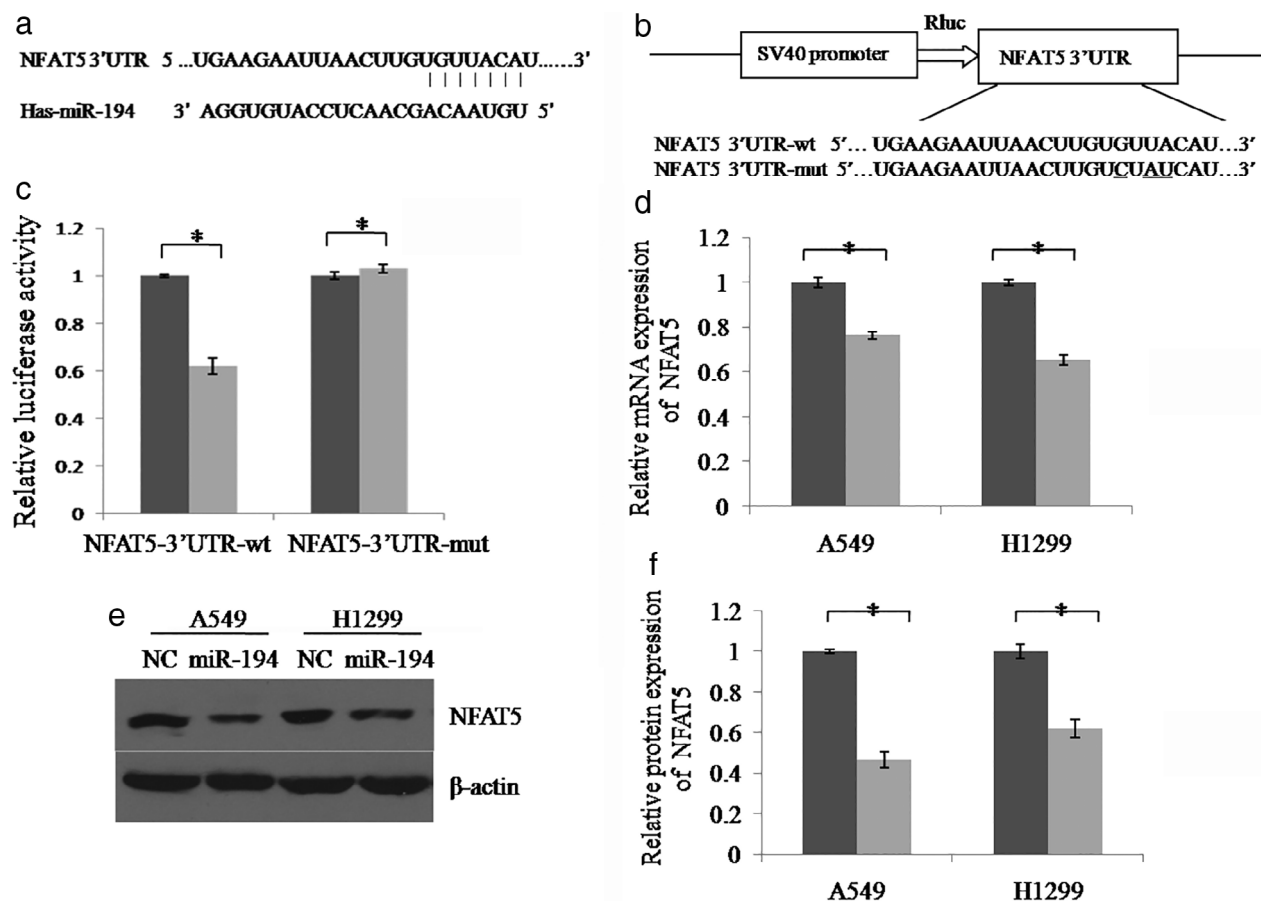 a
NFAT5 3'UTR 5 ...UGAAGAAUUAACUUGUGUUACAU......3'
Has-miR-194 3' AGGUGUACCUCAACGACAAUGU 5'
b
Rluc
SV40 promoter
NFAT5 3'UTR
NFAT5 3'UTR-wt 5'... UGAAGAAUUAACUUGUGUUACAU...3'
NFAT5 3'UTR-mut 5'...UGAAGAAUUAACUUGUCUAUCAU...3'
c
Relative luciferase activity
1.2
1
0.8
0.6
0.4
0.2
0
*
*
NFAT5-3'UTR-wt NFAT5-3'UTR-mut
d
Relative mRNA expression
of NFAT5
1.2
1
0.8
0.6
0.4
0.2
0
*
*
A549 H1299
e
A549 H1299
NC miR-194 NC miR-194
NFAT5
β-actin
f
Relative protein expression
of NFAT5
1.2
1
0.8
0.6
0.4
0.2
0
*
*
A549 H1299